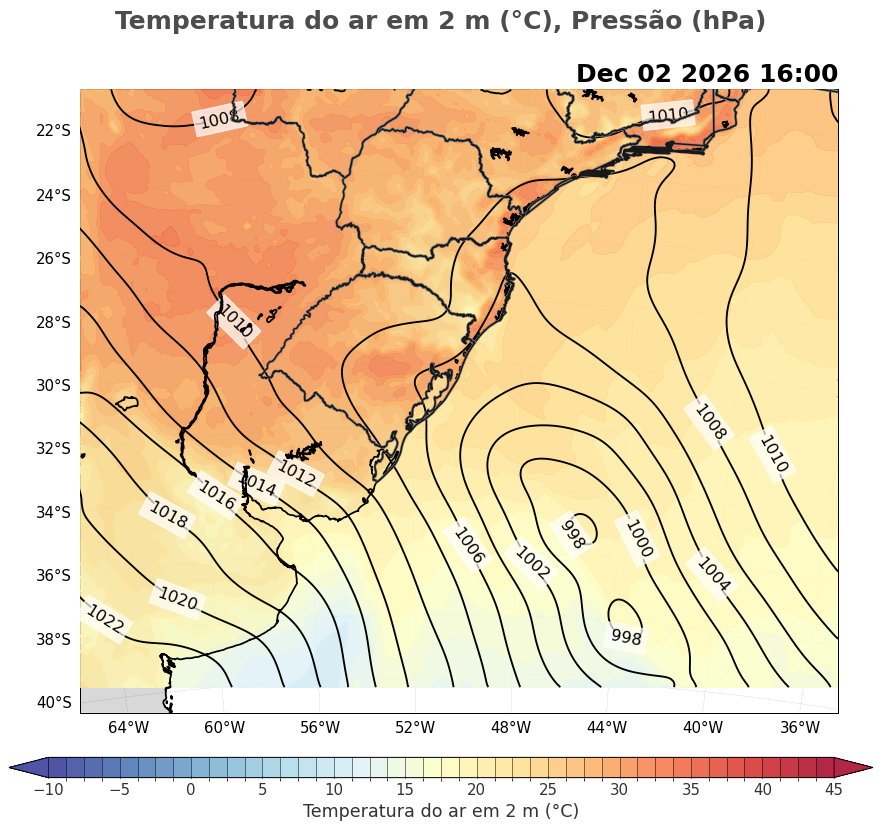 Temperatura do ar em 2 m (°C), Pressão (hPa)
Dec 02 2026 16:00
22°S
24°S
26°S
28°S
30°S
32°S
34°S
36°S
38°S
40°S
1008
1010
1010
1012
1014
1016
1018
1020
1022
1006
1002
998
1000
998
1004
1008
1010
64°W 60°W 56°W 52°W 48°W 44°W 40°W 36°W
−10 −5 0 5 10 15 20 25 30 35 40 45
Temperatura do ar em 2 m (°C)